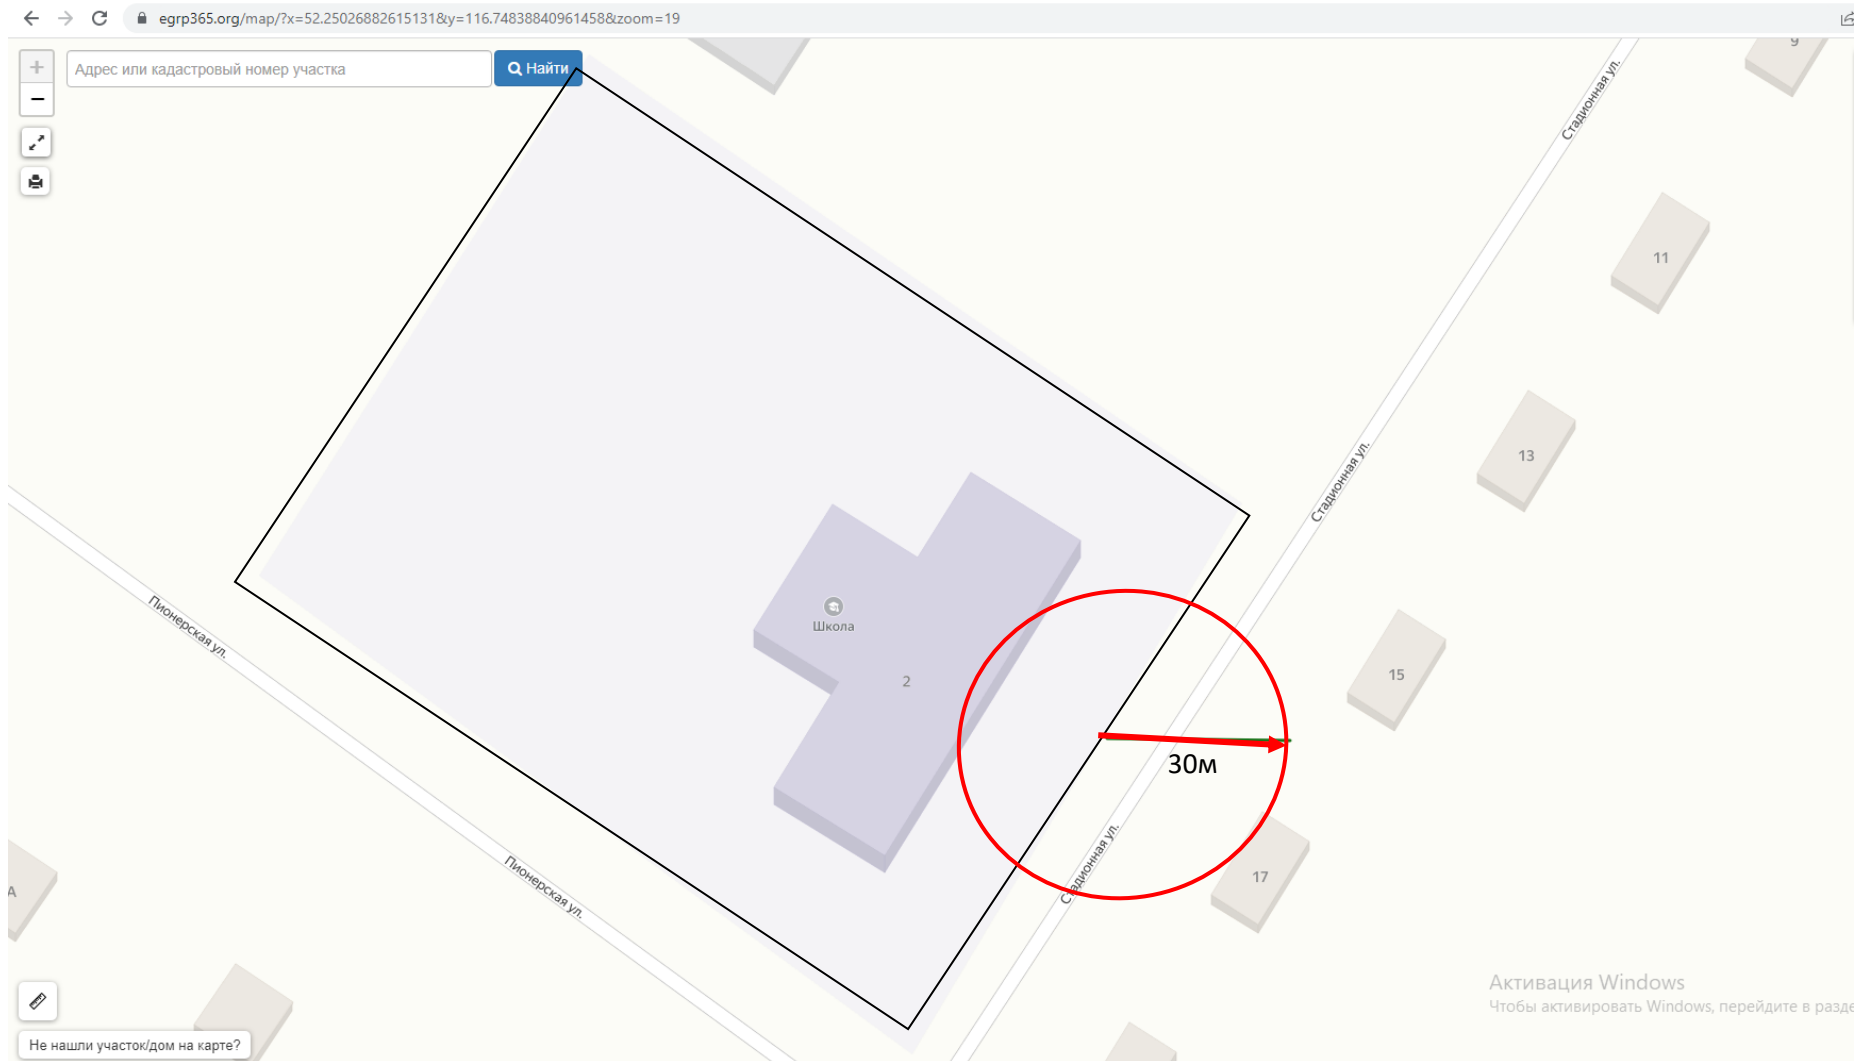 egrp365.org/map/?x=52.25026882615131&y=116.74838840961458&zoom=19
Адрес или кадастровый номер участка
Найти
9
Стадионная ул.
11
Стадионная ул.
13
Пионерская ул.
Школа
2
15
30м
Стадионная ул.
17
Пионерская ул.
А
Активация Windows
Чтобы активировать Windows, перейдите в разде
Не нашли участок/дом на карте?